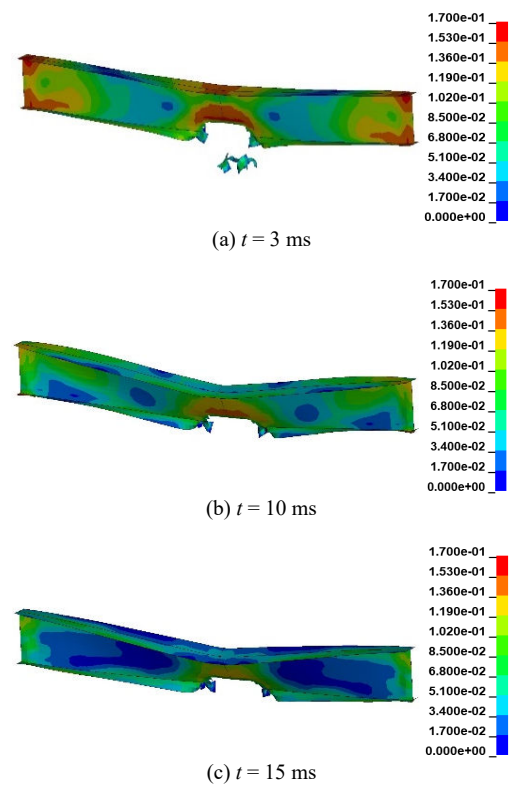 1.700e-01
1.530e-01
1.360e-01
1.190e-01
1.020e-01
8.500e-02
6.800e-02
5.100e-02
3.400e-02
1.700e-02
0.000e+00
(a) t = 3 ms
1.700e-01
1.530e-01
1.360e-01
1.190e-01
1.020e-01
8.500e-02
6.800e-02
5.100e-02
3.400e-02
1.700e-02
0.000e+00
(b) t = 10 ms
1.700e-01
1.530e-01
1.360e-01
1.190e-01
1.020e-01
8.500e-02
6.800e-02
5.100e-02
3.400e-02
1.700e-02
0.000e+00
(c) t = 15 ms